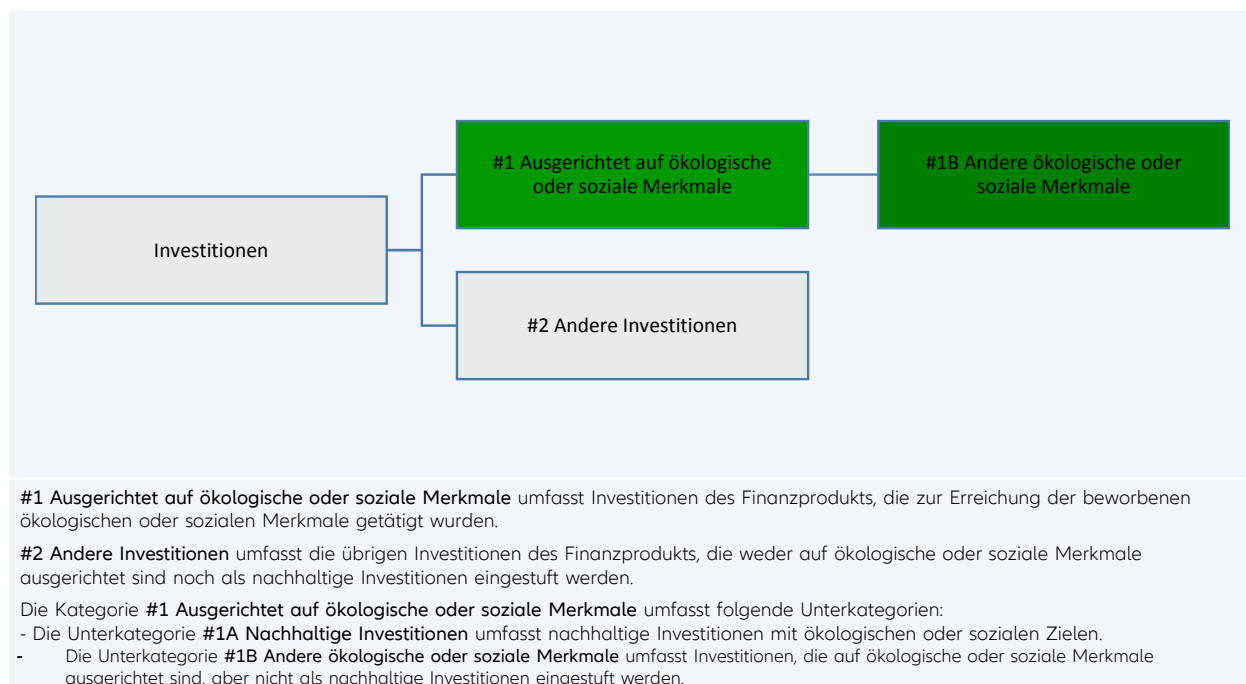 #1 Ausgerichtet auf ökologische
oder soziale Merkmale
#1B Andere ökologische oder
soziale Merkmale
Investitionen
#2 Andere Investitionen
#1 Ausgerichtet auf ökologische oder soziale Merkmale umfasst Investitionen des Finanzprodukts, die zur Erreichung der beworbenen
ökologischen oder sozialen Merkmale getätigt wurden.
#2 Andere Investitionen umfasst die übrigen Investitionen des Finanzprodukts, die weder auf ökologische oder soziale Merkmale
ausgerichtet sind noch als nachhaltige Investitionen eingestuft werden.
Die Kategorie #1 Ausgerichtet auf ökologische oder soziale Merkmale umfasst folgende Unterkategorien:
- Die Unterkategorie #1A Nachhaltige Investitionen umfasst nachhaltige Investitionen mit ökologischen oder sozialen Zielen.
- Die Unterkategorie #1B Andere ökologische oder soziale Merkmale umfasst Investitionen, die auf ökologische oder soziale Merkmale
ausgerichtet sind, aber nicht als nachhaltige Investitionen eingestuft werden.